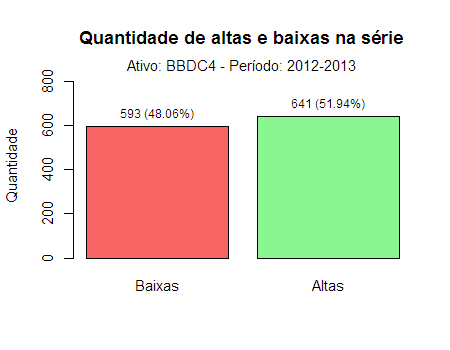 Quantidade de altas e baixas na série
Ativo: BBDC4 - Período: 2012-2013
Quantidade
800
600
400
200
0
593 (48.06%)
641 (51.94%)
Baixas
Altas